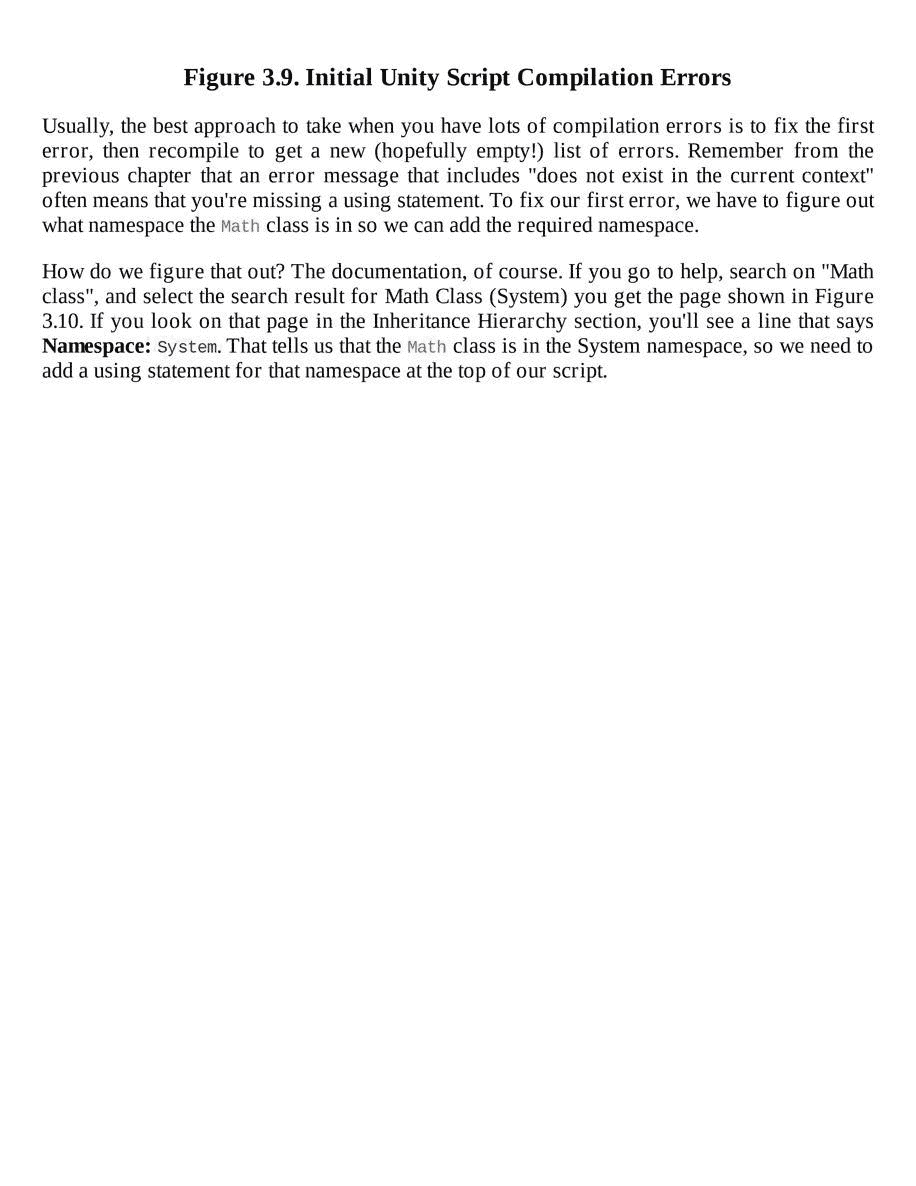 Figure 3.9. Initial Unity Script Compilation Errors
Usually, the best approach to take when you have lots of compilation errors is to fix the first
error, then recompile to get a new (hopefully empty!) list of errors. Remember from the
previous chapter that an error message that includes "does not exist in the current context"
often means that you're missing a using statement. To fix our first error, we have to figure out
what namespace the Math class is in so we can add the required namespace.
How do we figure that out? The documentation, of course. If you go to help, search on "Math
class", and select the search result for Math Class (System) you get the page shown in Figure
3.10. If you look on that page in the Inheritance Hierarchy section, you'll see a line that says
Namespace: System. That tells us that the Math class is in the System namespace, so we need to
add a using statement for that namespace at the top of our script.